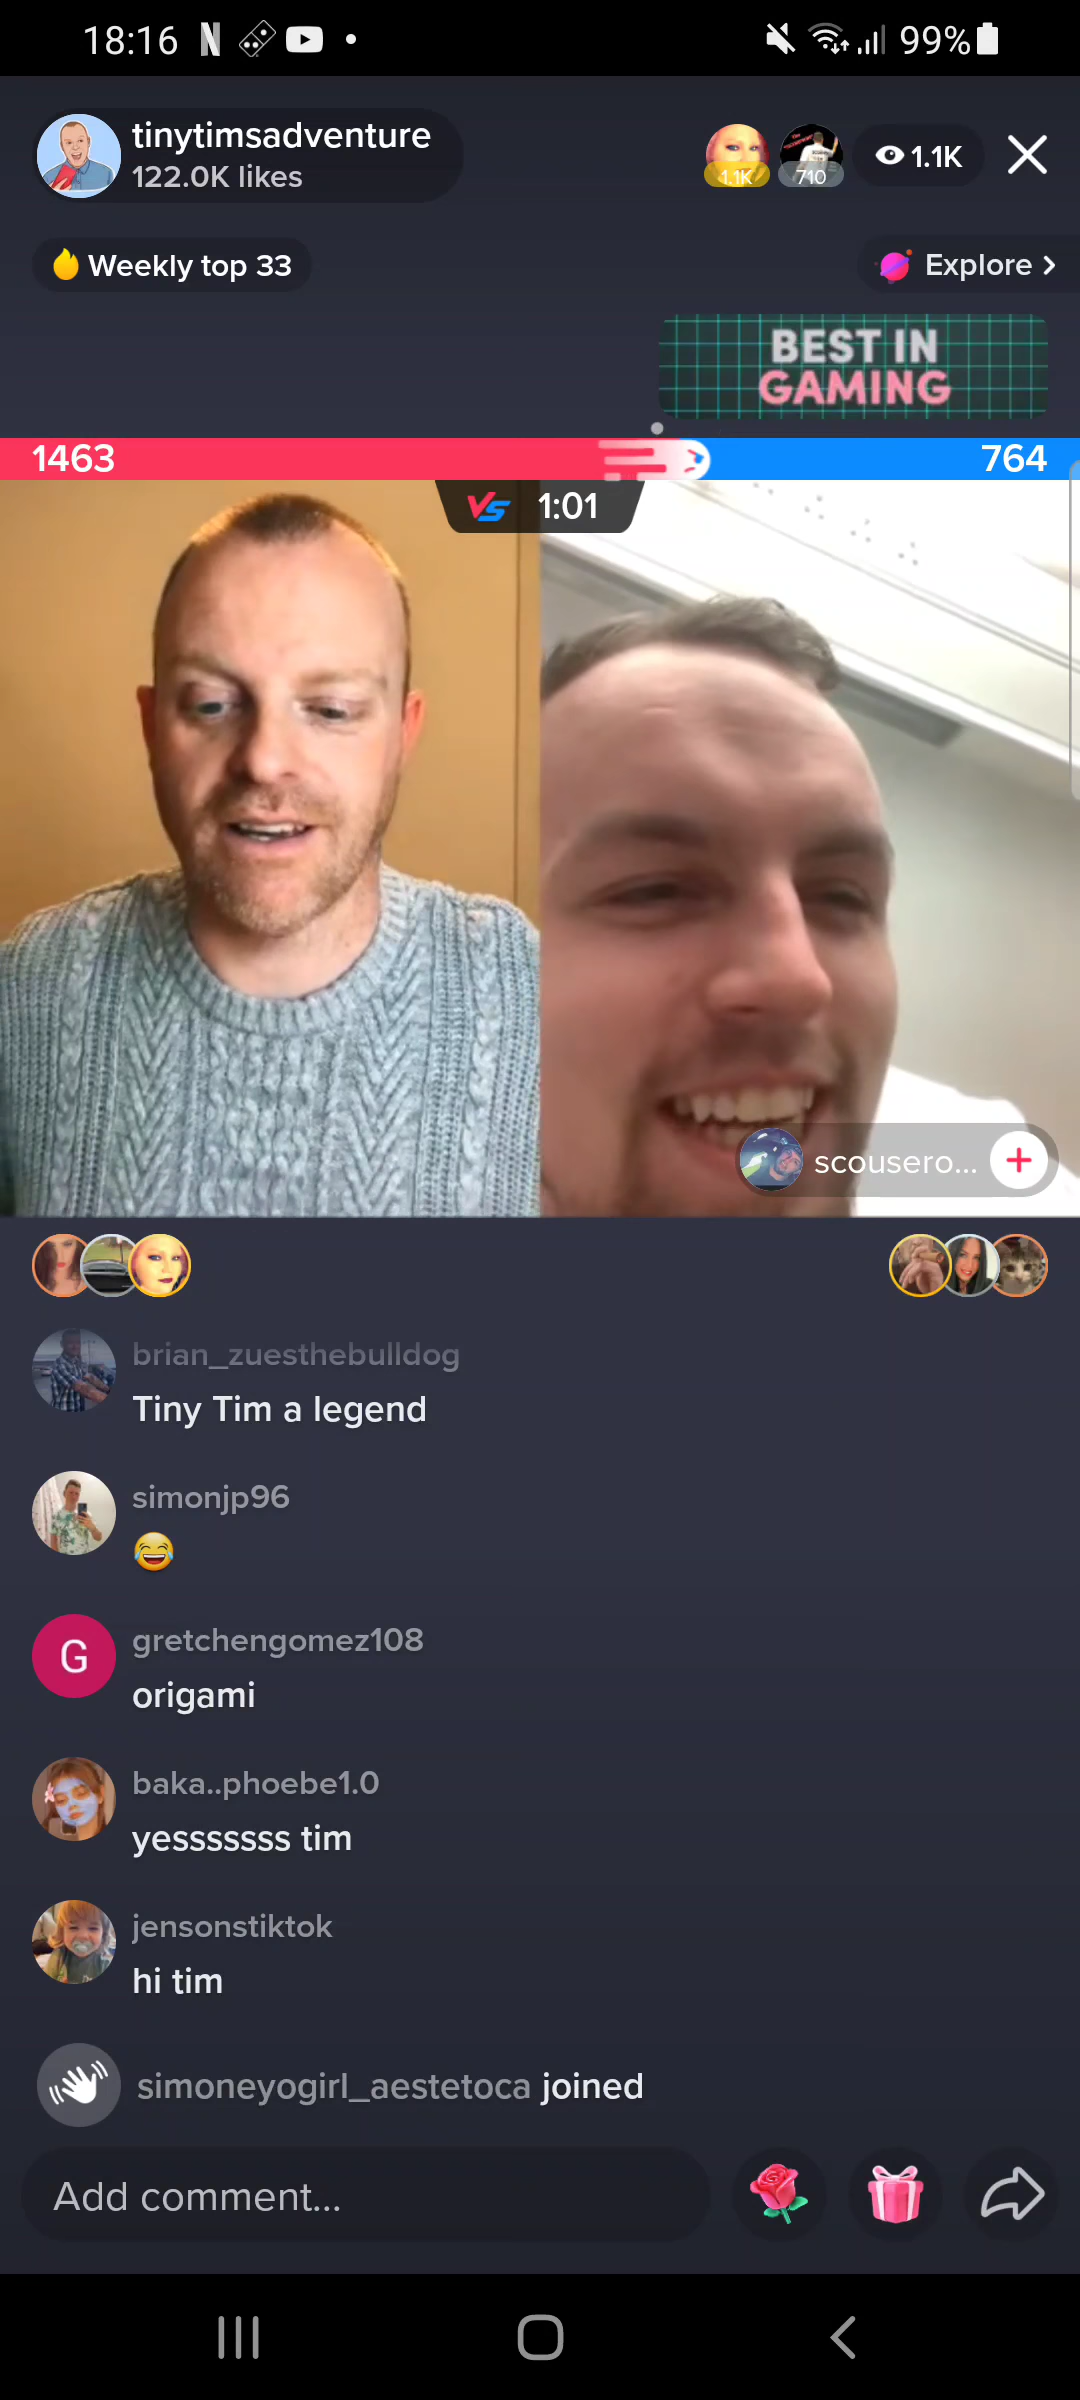 18:16
99%
tinytimsadventure
122.0K likes
1.1K
710
1.1K
Weekly top 33
Explore
BEST IN
GAMING
1463
764
VS 1:01
scousero...
brian_zuesthebulldog
Tiny Tim a legend
simonjp96
😂
G
gretchengomez108
origami
baka..phoebe1.0
yesssssss tim
jensonstiktok
hi tim
simoneyogirl_aestetoca joined
Add comment...